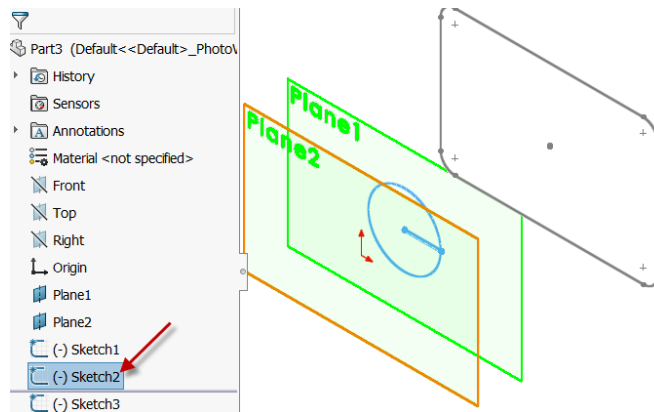 Part3 (Default<<Default>_PhotoW
History
Sensors
Annotations
Material <not specified>
Front
Top
Right
Origin
Plane1
Plane2
(-) Sketch1
(-) Sketch2
(-) Sketch3
Plane1
Plane2